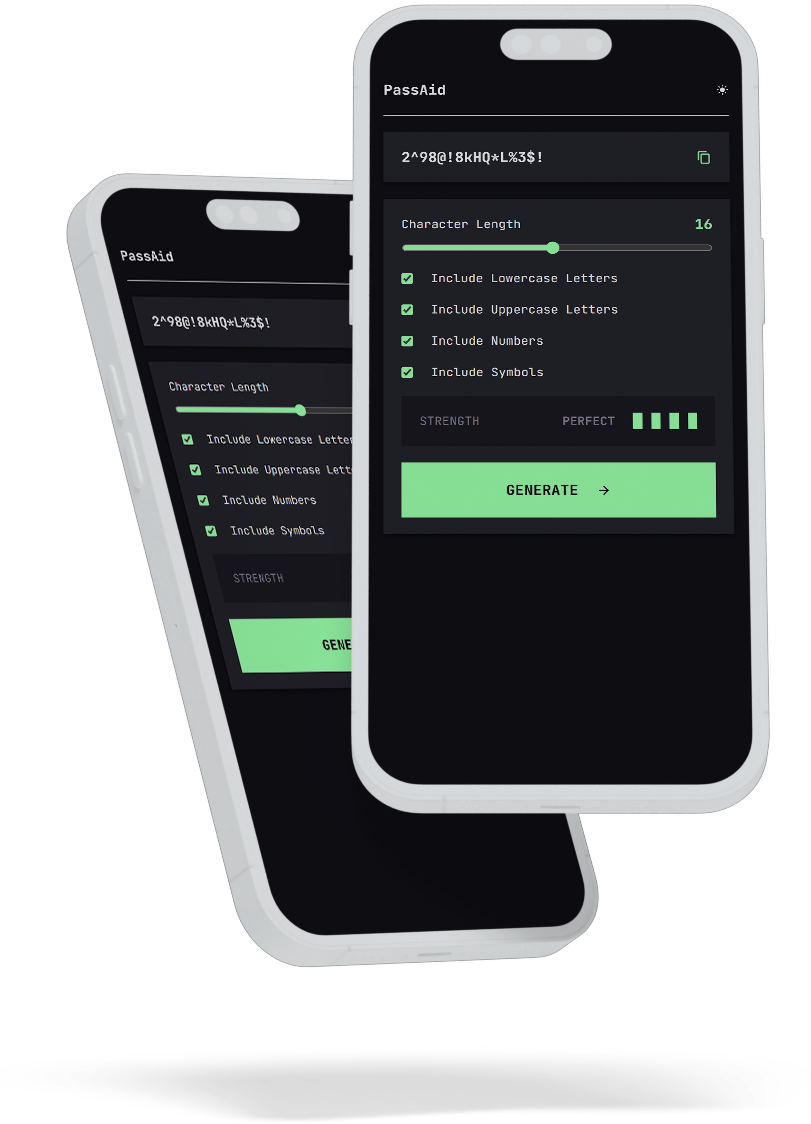 PassAid
2^98@!8kHQ*L%3$!
Character Length 16
Include Lowercase Letters
Include Uppercase Letters
Include Numbers
Include Symbols
STRENGTH PERFECT
GENERATE →
PassAid
2^98@!8kHQ*L%3$!
Character Length
Include Lowercase Letter
Include Uppercase Lett
Include Numbers
Include Symbols
STRENGTH
GENE